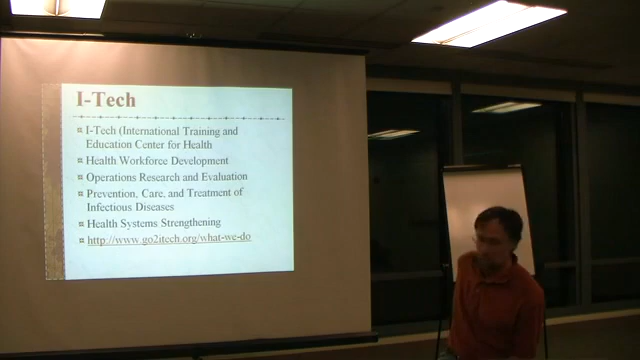 I-Tech
I-Tech (International Training and
Education Center for Health
Health Workforce Development
Operations Research and Evaluation
Prevention, Care, and Treatment of
Infectious Diseases
Health Systems Strengthening
http://www.go2itech.org/what-we-do